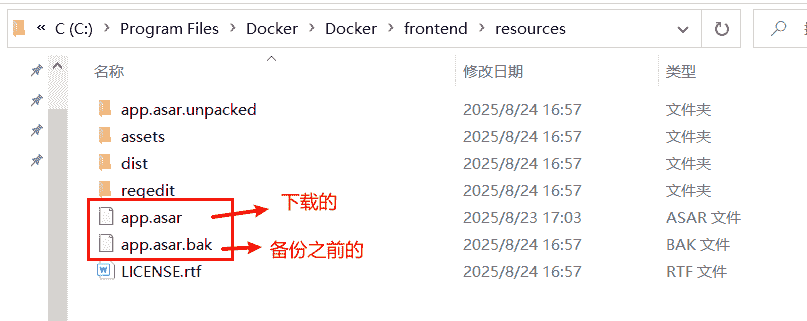 « C (C:) > Program Files > Docker > Docker > frontend > resources
名称 修改日期 类型
app.asar.unpacked 2025/8/24 16:57 文件夹
assets 2025/8/24 16:57 文件夹
dist 2025/8/24 16:57 文件夹
regedit 2025/8/24 16:57 文件夹
app.asar 下载的 2025/8/23 17:03 ASAR 文件
app.asar.bak 备份之前的 2025/8/24 16:57 BAK 文件
LICENSE.rtf 2025/8/24 16:57 RTF 文件